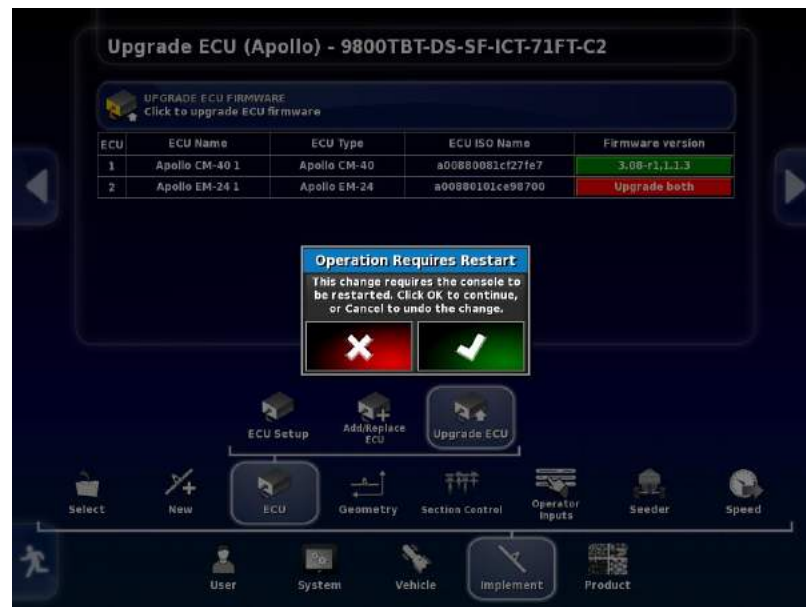 Upgrade ECU (Apollo) - 9800TBT-DS-SF-ICT-71FT-C2
UPGRADE ECU FIRMWARE
Click to upgrade ECU firmware
ECU ECU Name ECU Type ECU ISO Name Firmware version
1 Apollo CM-40 1 Apollo CM-40 a00880081cf27fe7 3.08-r1,1.1.3
2 Apollo EM-24 1 Apollo EM-24 a00880101ce98700 Upgrade both
Operation Requires Restart
This change requires the console to
be restarted. Click OK to continue,
or Cancel to undo the change.
ECU Setup Add/Replace ECU Upgrade ECU
Select New ECU Geometry Section Control Operator Inputs Seeder Speed
User System Vehicle Implement Product